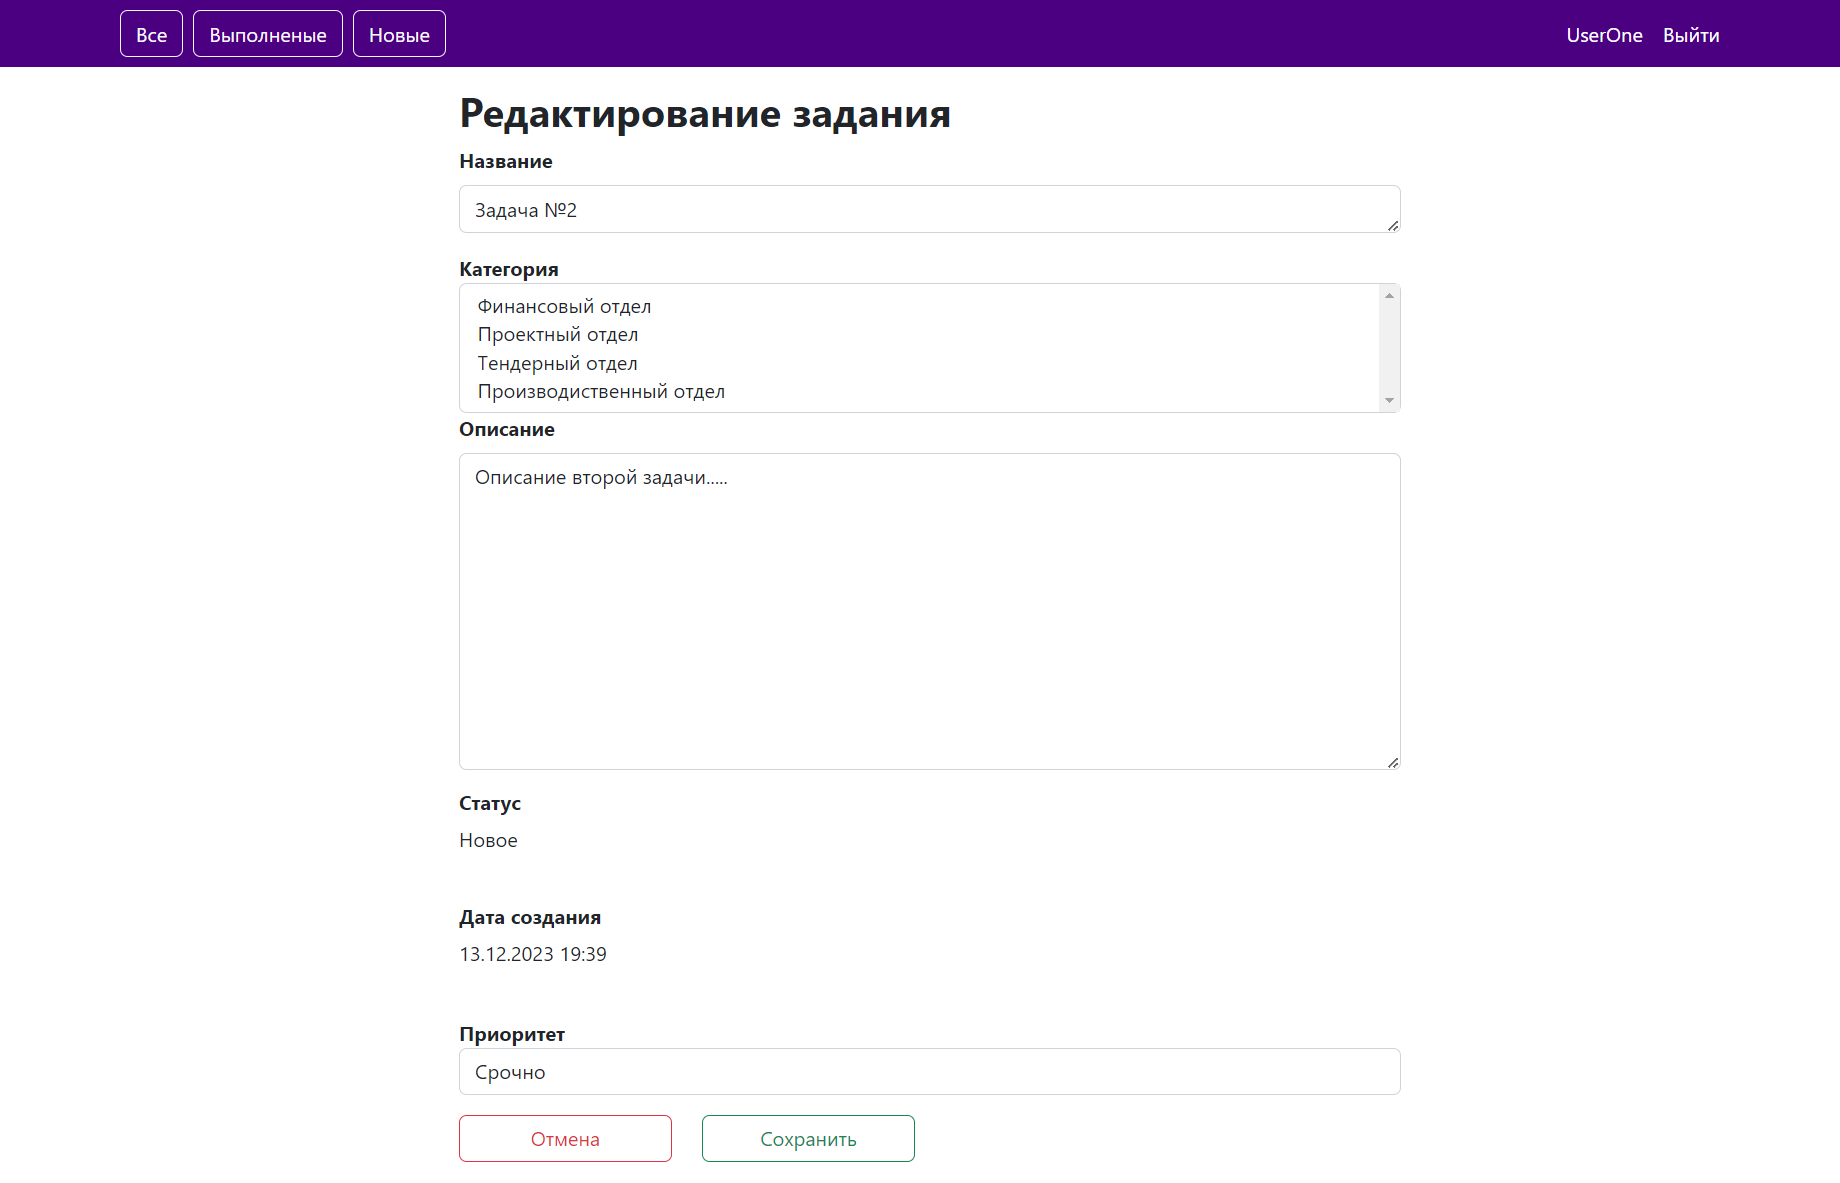 Все Выполненые Новые UserOne Выйти
Редактирование задания
Название
Задача №2
Категория
Финансовый отдел
Проектный отдел
Тендерный отдел
Производиственный отдел
Описание
Описание второй задачи.....
Статус
Новое
Дата создания
13.12.2023 19:39
Приоритет
Срочно
Отмена Сохранить